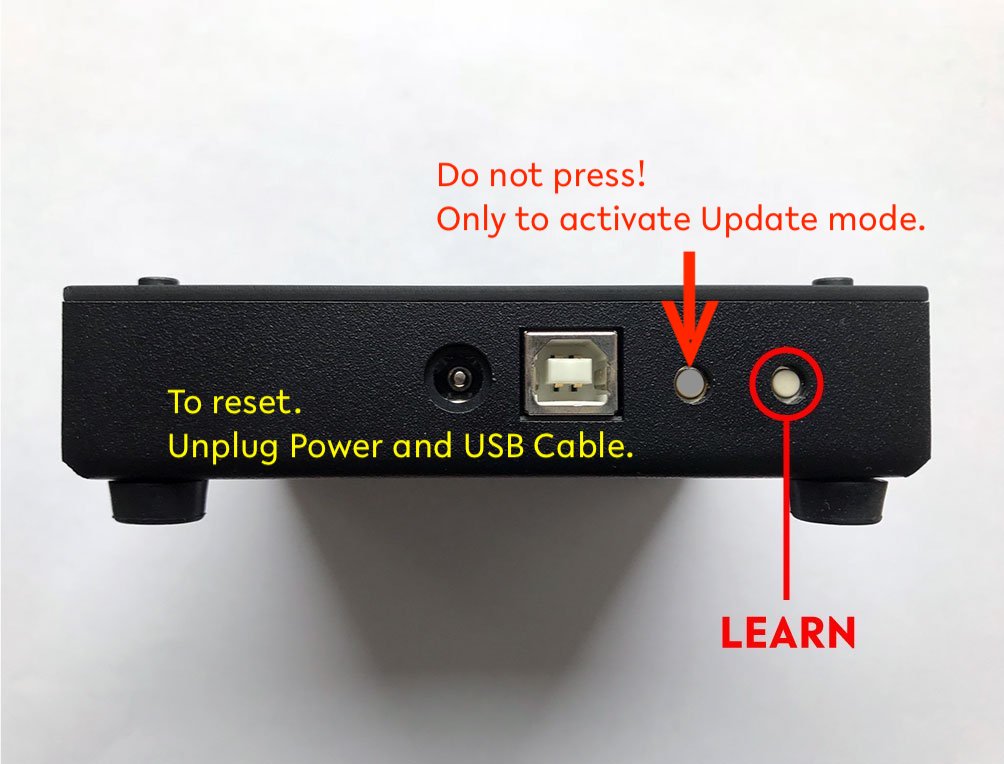 Do not press!
Only to activate Update mode.
To reset.
Unplug Power and USB Cable.
LEARN